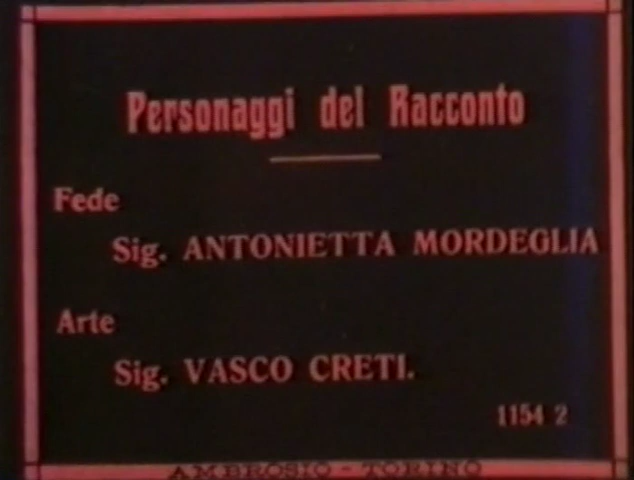 Personaggi del Racconto
Fede
Sig. ANTONIETTA MORDEGLIA
Arte
Sig. VASCO CRETI.
1154 2
AMBROSIO - TORINO